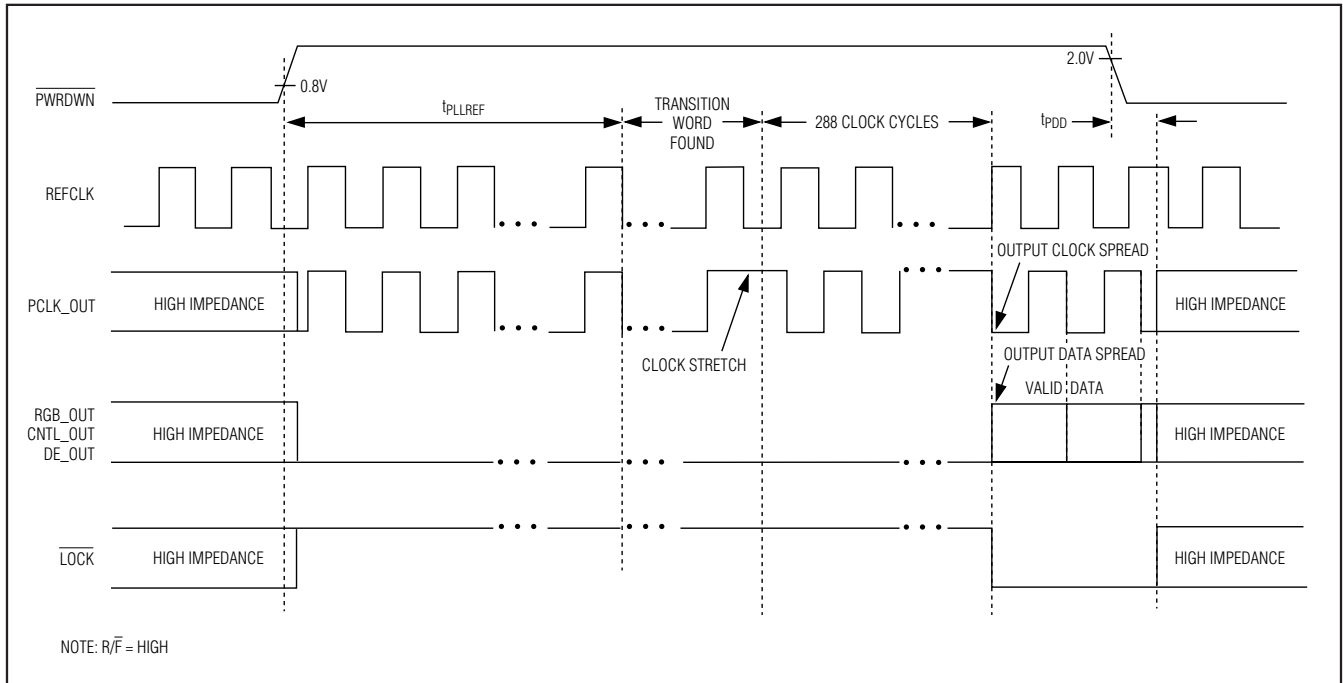 2.0V
0.8V
PWRDWN
tPLLREF
TRANSITION
WORD
FOUND
288 CLOCK CYCLES
tPDD
REFCLK
OUTPUT CLOCK SPREAD
PCLK_OUT
HIGH IMPEDANCE
HIGH IMPEDANCE
CLOCK STRETCH
OUTPUT DATA SPREAD
VALID DATA
RGB_OUT
CNTL_OUT
DE_OUT
HIGH IMPEDANCE
HIGH IMPEDANCE
LOCK
HIGH IMPEDANCE
HIGH IMPEDANCE
NOTE: R/F̅ = HIGH